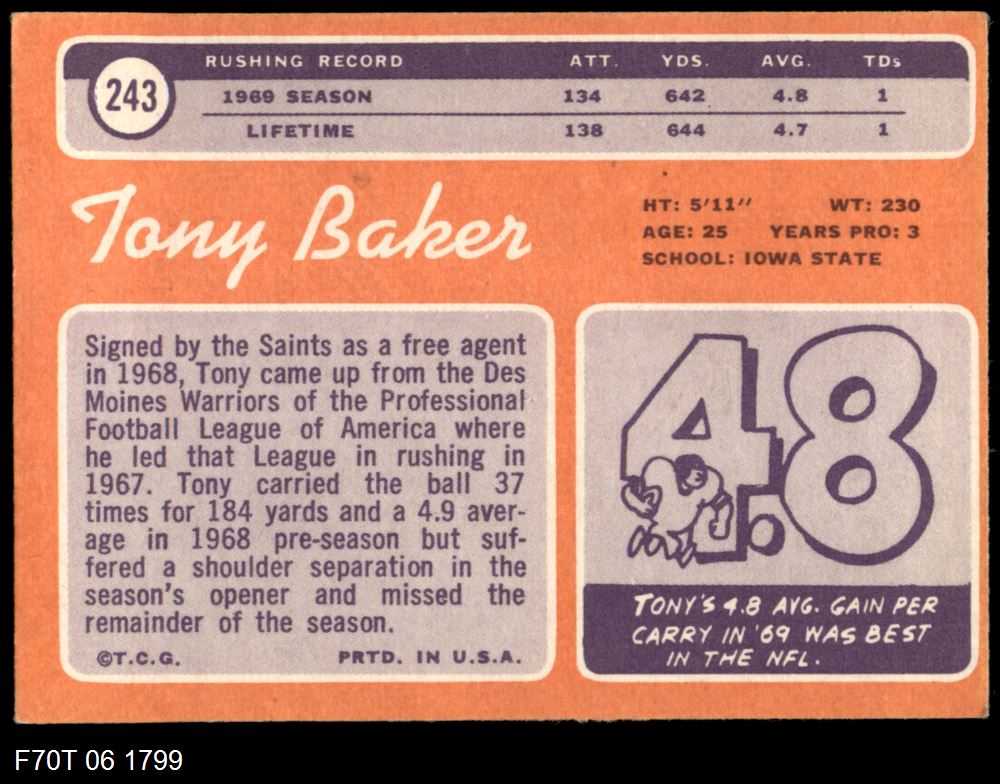 243
RUSHING RECORD ATT. YDS. AVG. TDs
1969 SEASON 134 642 4.8 1
LIFETIME 138 644 4.7 1
Tony Baker
HT: 5'11" WT: 230
AGE: 25 YEARS PRO: 3
SCHOOL: IOWA STATE
Signed by the Saints as a free agent
in 1968, Tony came up from the Des
Moines Warriors of the Professional
Football League of America where
he led that League in rushing in
1967. Tony carried the ball 37
times for 184 yards and a 4.9 aver-
age in 1968 pre-season but suf-
fered a shoulder separation in the
season's opener and missed the
remainder of the season.
©T.C.G. PRTD. IN U.S.A.
4.8
TONY'S 4.8 AVG. GAIN PER
CARRY IN '69 WAS BEST
IN THE NFL.
F70T 06 1799